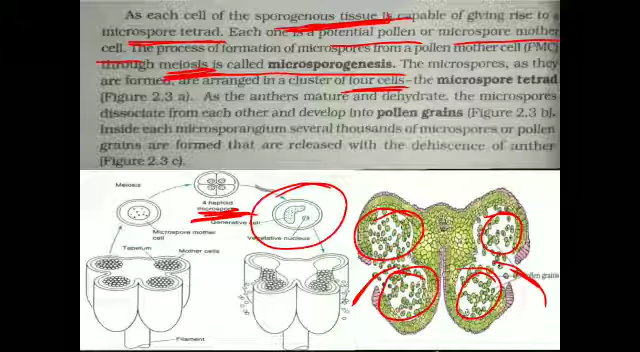 As each cell of the sporogenous tissue is capable of giving rise to a
microspore tetrad. Each one is a potential pollen or microspore mother
cell. The process of formation of microspores from a pollen mother cell (PMC)
through meiosis is called microsporogenesis. The microspores, as they
are formed, are arranged in a cluster of four cells–the microspore tetrad
(Figure 2.3 a). As the anthers mature and dehydrate, the microspores
dissociate from each other and develop into pollen grains (Figure 2.3 b).
Inside each microsporangium several thousands of microspores or pollen
grains are formed that are released with the dehiscence of anther
(Figure 2.3 c).
Meiosis
4 haploid
microspores
Generative cell
Microspore mother
cell
Vegetative nucleus
Tapetum
Mother cells
Pollen grains
Filament